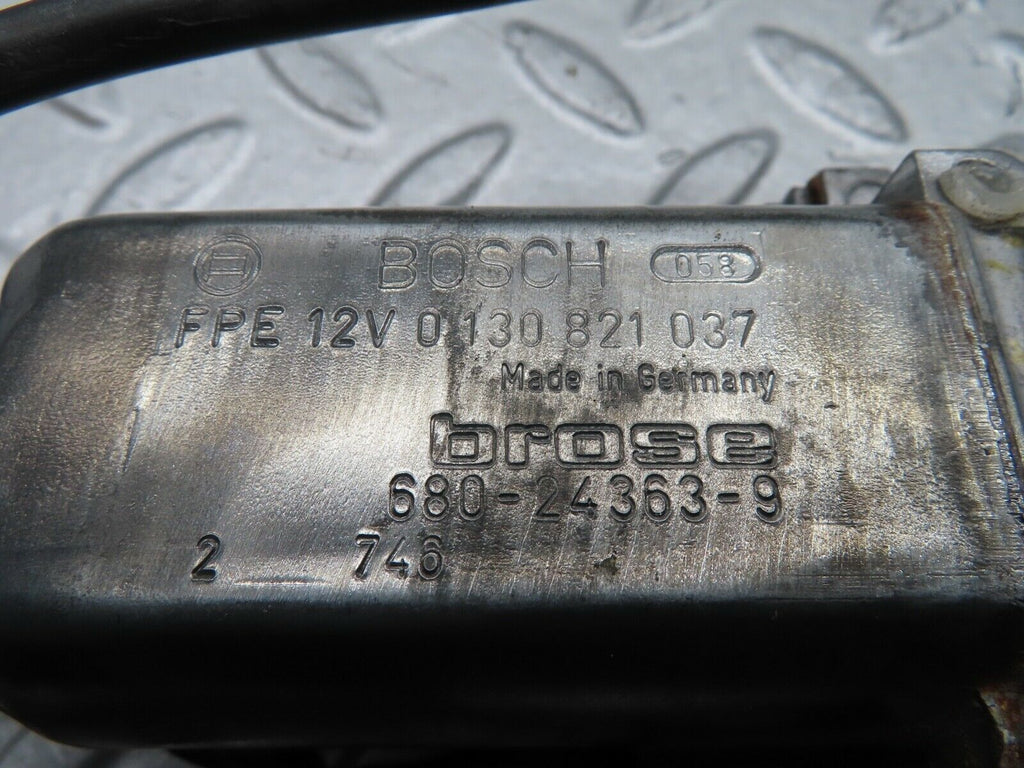 BOSCH 058
FPE 12V 0 130 821 037
Made in Germany
brose
680-24363-9
2 746